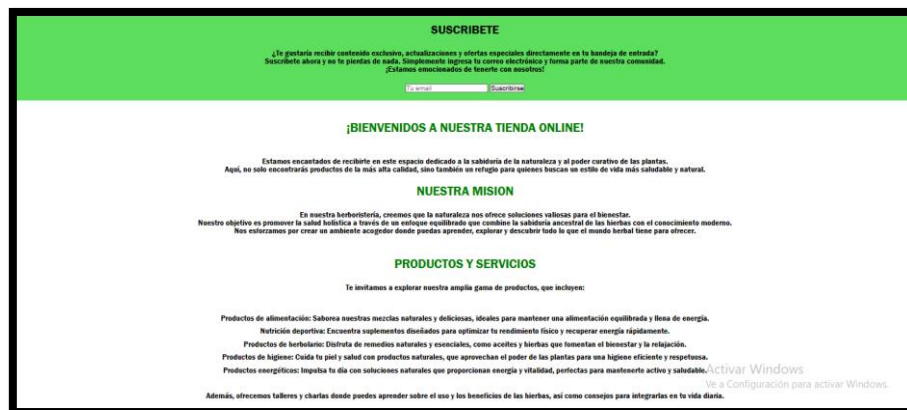 SUSCRIBETE
¿Te gustaría recibir contenido exclusivo, actualizaciones y ofertas especiales directamente en tu bandeja de entrada?
Suscríbete ahora y no te pierdas de nada. Simplemente ingresa tu correo electrónico y forma parte de nuestra comunidad.
¡Estamos emocionados de tenerte con nosotros!
Tu email Suscribirse
¡BIENVENIDOS A NUESTRA TIENDA ONLINE!
Estamos encantados de recibirte en este espacio dedicado a la sabiduría de la naturaleza y al poder curativo de las plantas.
Aquí, no solo encontrarás productos de la más alta calidad, sino también un refugio para quienes buscan un estilo de vida más saludable y natural.
NUESTRA MISION
En nuestra herboristería, creemos que la naturaleza nos ofrece soluciones valiosas para el bienestar.
Nuestro objetivo es promover la salud holística a través de un enfoque equilibrado que combine la sabiduría ancestral de las hierbas con el conocimiento moderno.
Nos esforzamos por crear un ambiente acogedor donde puedas aprender, explorar y descubrir todo lo que el mundo herbal tiene para ofrecer.
PRODUCTOS Y SERVICIOS
Te invitamos a explorar nuestra amplia gama de productos, que incluyen:
Productos de alimentación: Saborea nuestras mezclas naturales y deliciosas, ideales para mantener una alimentación equilibrada y llena de energía.
Nutrición deportiva: Encuentra suplementos diseñados para optimizar tu rendimiento físico y recuperar energía rápidamente.
Productos de herbolario: Disfruta de remedios naturales y esenciales, como aceites y hierbas que fomentan el bienestar y la relajación.
Productos de higiene: Cuida tu piel y salud con productos naturales, que aprovechan el poder de las plantas para una higiene eficiente y respetuosa.
Productos energéticos: Impulsa tu día con soluciones naturales que proporcionan energía y vitalidad, perfectas para mantenerte activo y saludable.
Activar Windows
Ve a Configuración para activar Windows.
Además, ofrecemos talleres y charlas donde puedes aprender sobre el uso y los beneficios de las hierbas, así como consejos para integrarlas en tu vida diaria.